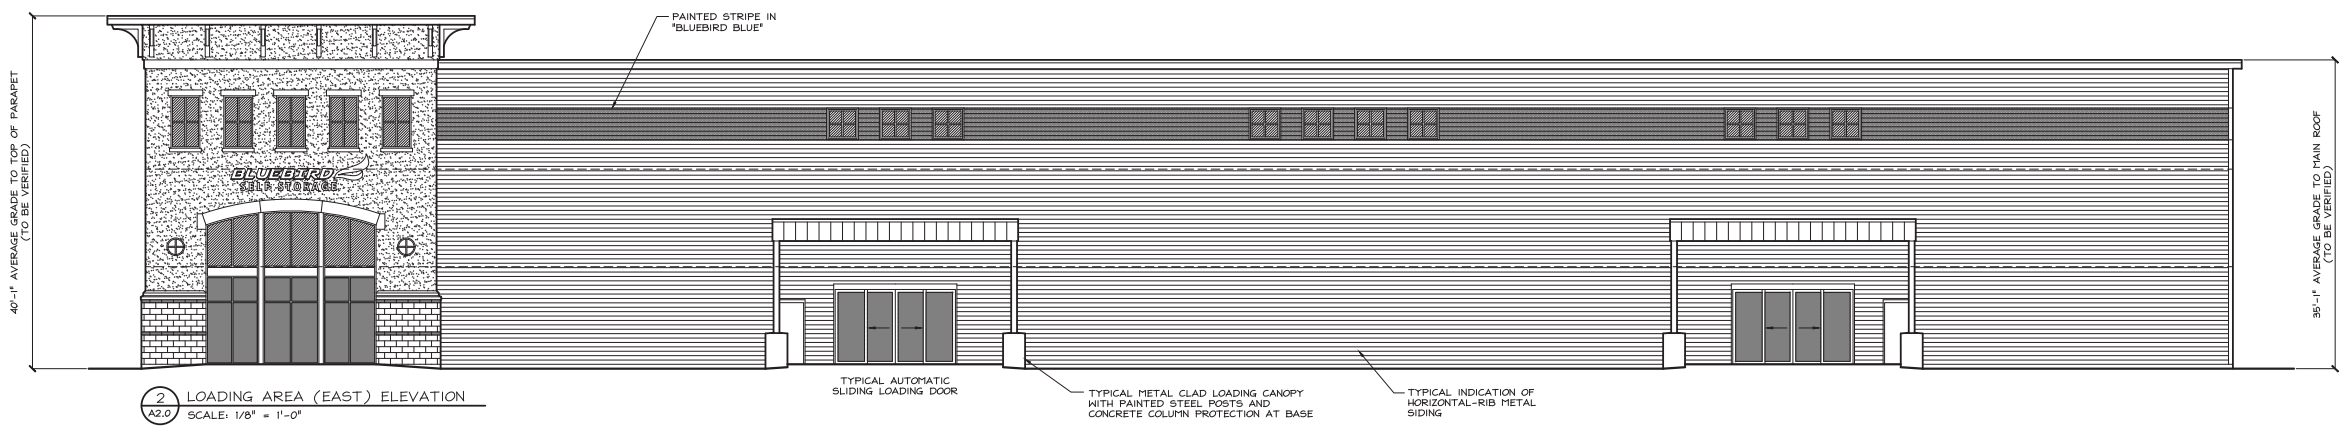 PAINTED STRIPE IN
"BLUEBIRD BLUE"
40'-1" AVERAGE GRADE TO TOP OF PARAPET
(TO BE VERIFIED)
BLUEBIRD
SELF STORAGE
35'-1" AVERAGE GRADE TO MAIN ROOF
(TO BE VERIFIED)
TYPICAL AUTOMATIC
SLIDING LOADING DOOR
TYPICAL METAL CLAD LOADING CANOPY
WITH PAINTED STEEL POSTS AND
CONCRETE COLUMN PROTECTION AT BASE
TYPICAL INDICATION OF
HORIZONTAL-RIB METAL
SIDING
2 LOADING AREA (EAST) ELEVATION
A2.0 SCALE: 1/8" = 1'-0"